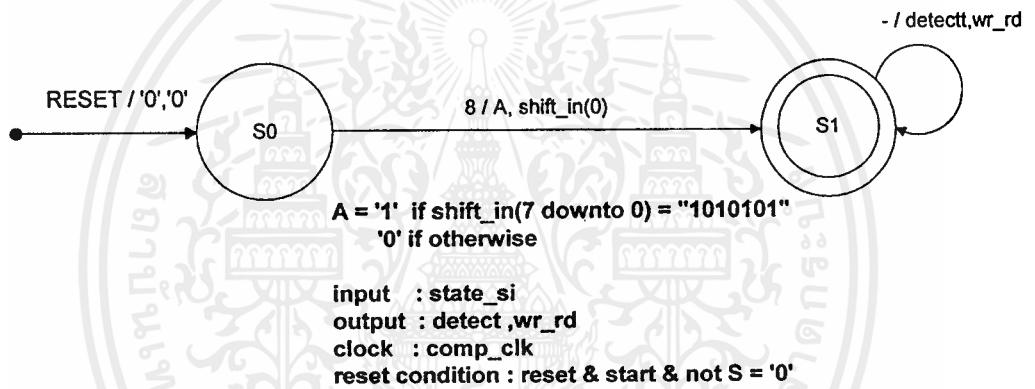 - / detectt,wr_rd
RESET / '0','0'
S0
8 / A, shift_in(0)
S1
A = '1' if shift_in(7 downto 0) = "1010101"
'0' if otherwise
input : state_si
output : detect ,wr_rd
clock : comp_clk
reset condition : reset & start & not S = '0'